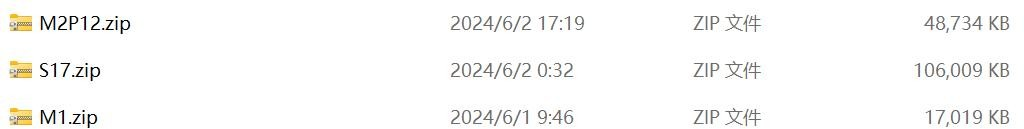 M2P12.zip 2024/6/2 17:19 ZIP 文件 48,734 KB
S17.zip 2024/6/2 0:32 ZIP 文件 106,009 KB
M1.zip 2024/6/1 9:46 ZIP 文件 17,019 KB